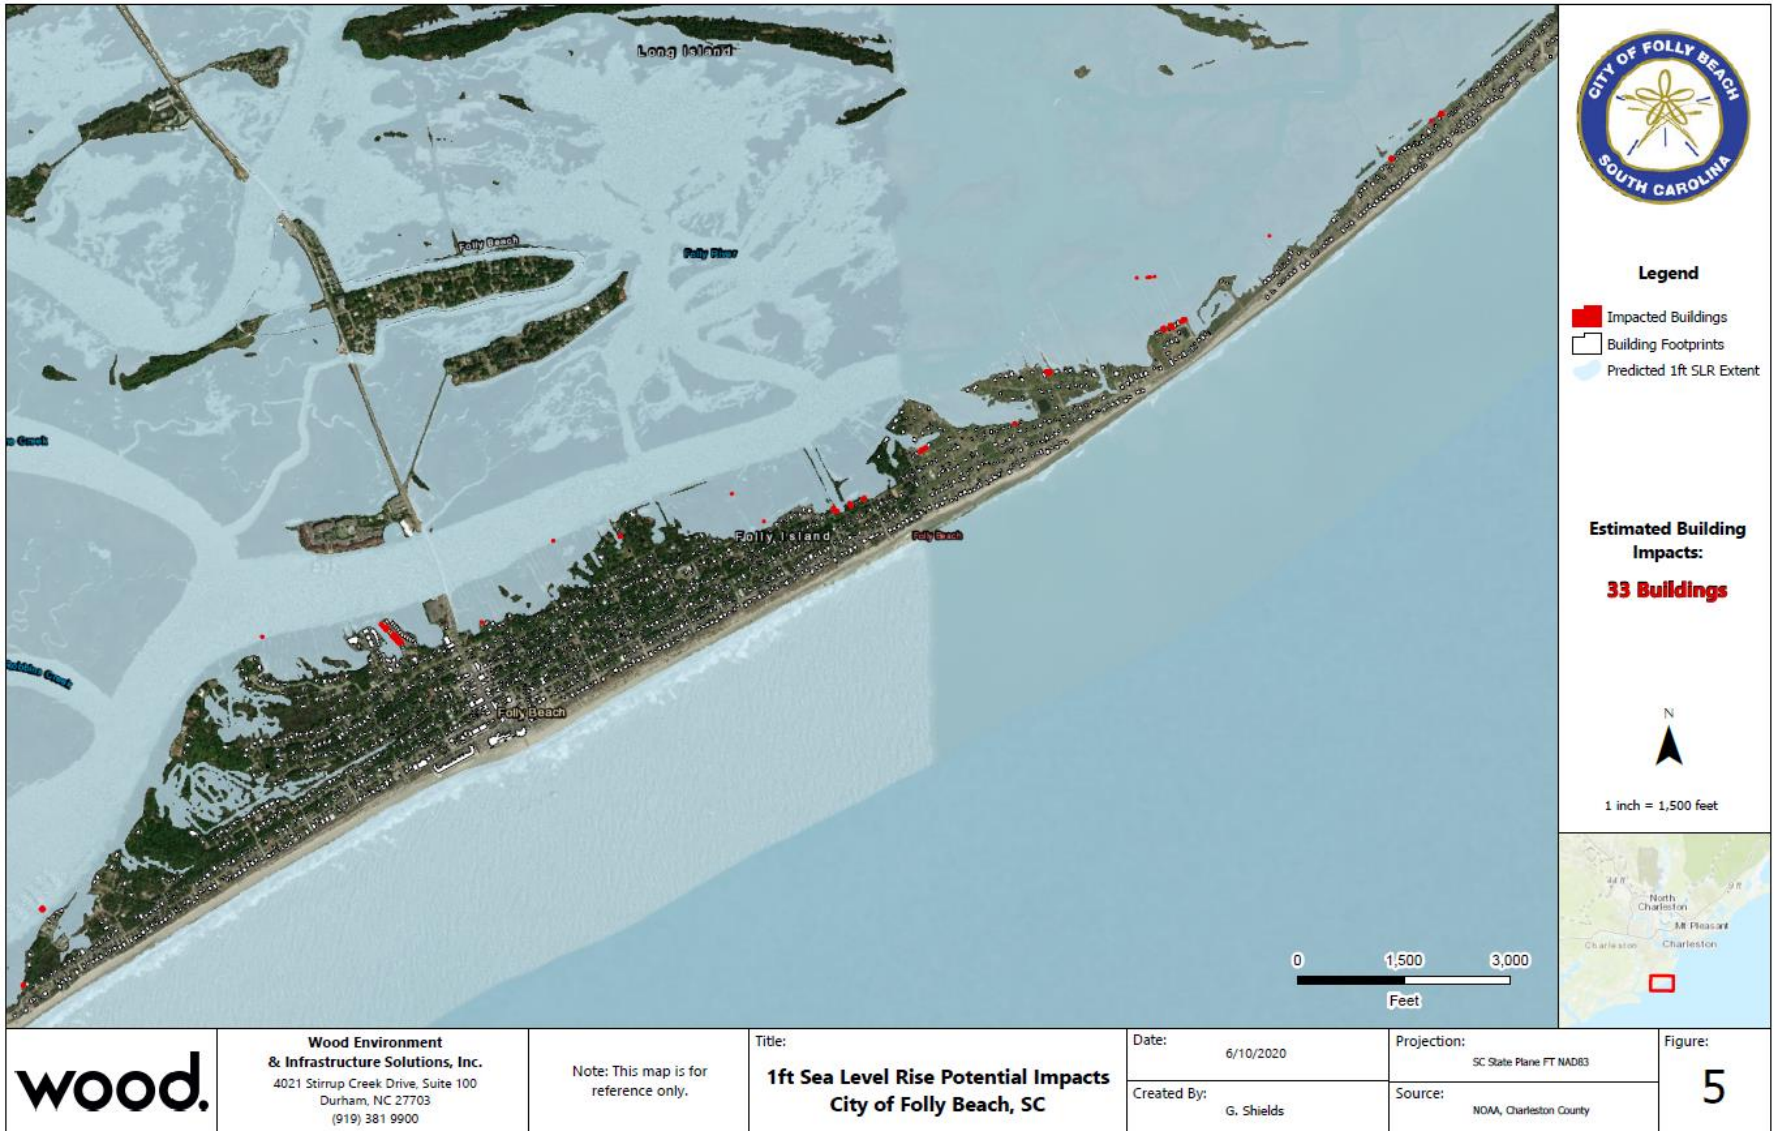 Long Island
Folly Beach
Folly River
Creek
Folly Island
Folly Beach
Robbins Creek
Folly Beach
0 1,500 3,000
Feet
CITY OF FOLLY BEACH
SOUTH CAROLINA
Legend
Impacted Buildings
Building Footprints
Predicted 1ft SLR Extent
Estimated Building
Impacts:
33 Buildings
N
1 inch = 1,500 feet
North
Charleston
Mt Pleasant
Charleston
Charleston
wood.
Wood Environment
& Infrastructure Solutions, Inc.
4021 Stirrup Creek Drive, Suite 100
Durham, NC 27703
(919) 381 9900
Note: This map is for
reference only.
Title:
1ft Sea Level Rise Potential Impacts
City of Folly Beach, SC
Date:
6/10/2020
Created By:
G. Shields
Projection:
SC State Plane FT NAD83
Source:
NOAA, Charleston County
Figure:
5